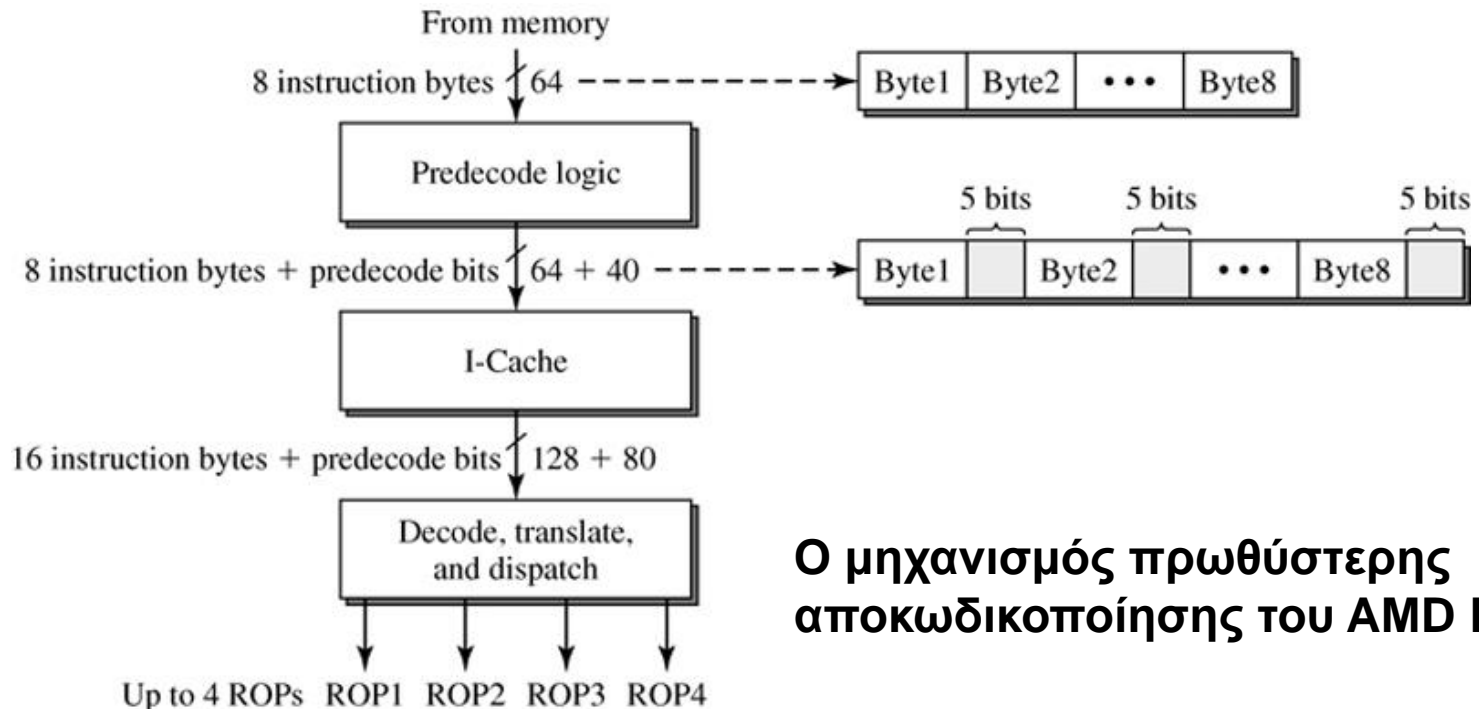 From memory
8 instruction bytes 64
Byte1 Byte2 • • • Byte8
Predecode logic
5 bits 5 bits 5 bits
8 instruction bytes + predecode bits 64 + 40
Byte1 Byte2 • • • Byte8
I-Cache
16 instruction bytes + predecode bits 128 + 80
Decode, translate,
and dispatch
Ο μηχανισμός πρωθύστερης
αποκωδικοποίησης του AMD
Up to 4 ROPs ROP1 ROP2 ROP3 ROP4